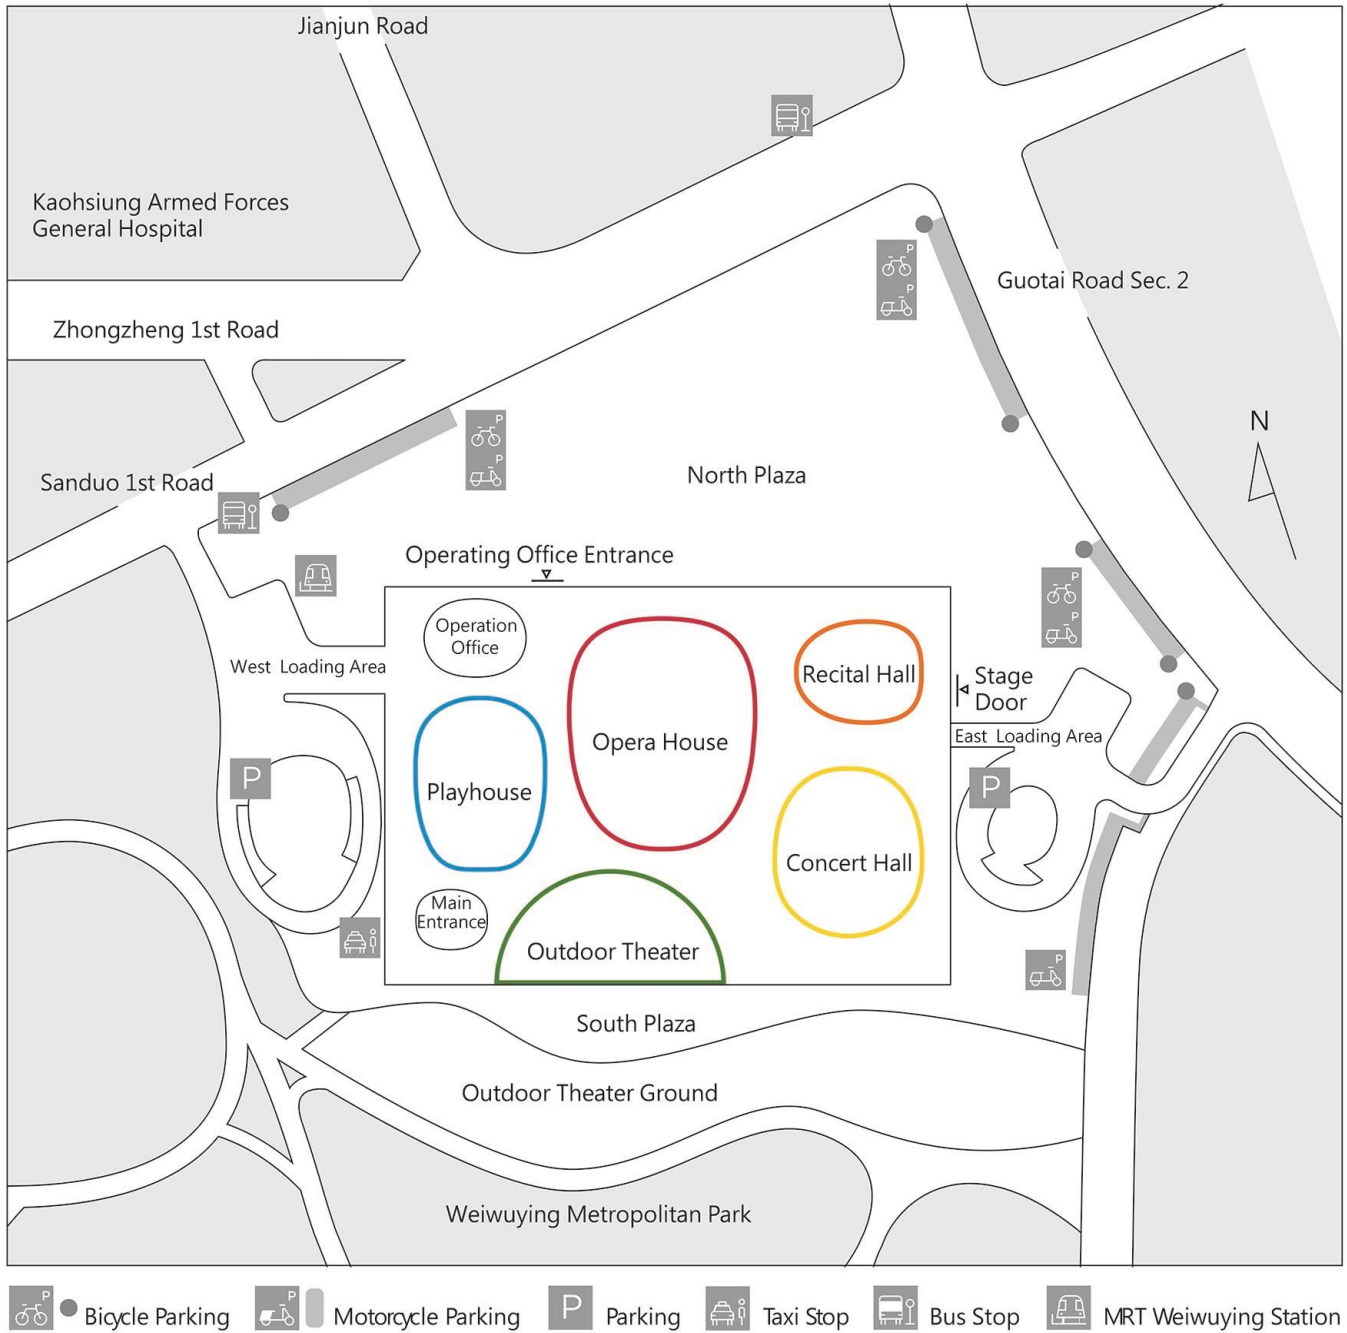 Jianjun Road
Kaohsiung Armed Forces
General Hospital
Guotai Road Sec. 2
Zhongzheng 1st Road
P
P
N
Sanduo 1st Road
North Plaza
Operating Office Entrance
P
Operation
Office
West Loading Area
Recital Hall
Stage
Door
Opera House
East Loading Area
P
P
Playhouse
Concert Hall
Main
Entrance
Outdoor Theater
P
South Plaza
Outdoor Theater Ground
Weiwuying Metropolitan Park
P Bicycle Parking
P Motorcycle Parking
P Parking
Taxi Stop
Bus Stop
MRT Weiwuying Station